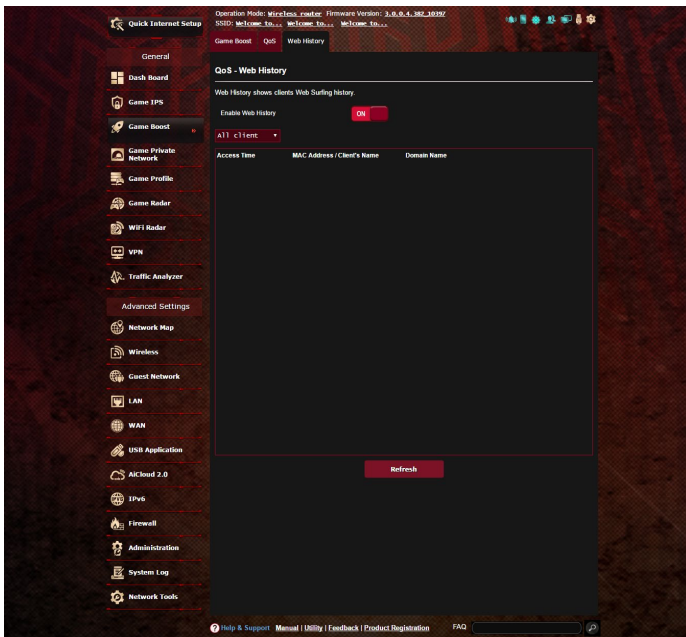 Quick Internet Setup
General
Dash Board
Game IPS
Game Boost
Game Private
Network
Game Profile
Game Radar
WiFi Radar
VPN
Traffic Analyzer
Advanced Settings
Network Map
Wireless
Guest Network
LAN
WAN
USB Application
AiCloud 2.0
IPv6
Firewall
Administration
System Log
Network Tools
Operation Mode: Wireless router Firmware Version: 3.0.0.4.382_10397
SSID: Welcome to... Welcome to... Welcome to...
Game Boost QoS Web History
QoS - Web History
Web History shows clients Web Surfing history.
Enable Web History ON
All client
Access Time MAC Address / Client's Name Domain Name
Refresh
Help & Support Manual | Utility | Feedback | Product Registration FAQ